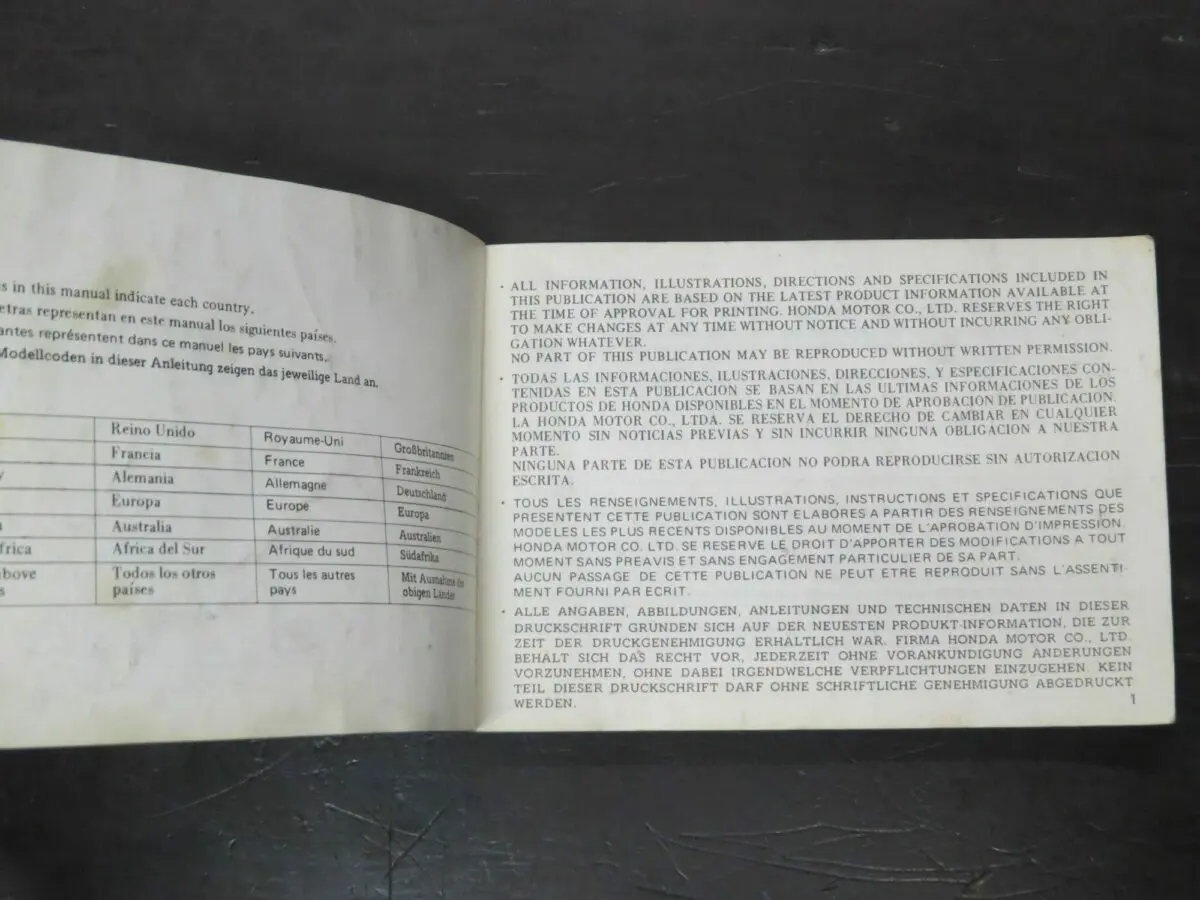 s in this manual indicate each country.
etras representan en este manual los siguientes países.
antes représentent dans ce manuel les pays suivants.
Modellcoden in dieser Anleitung zeigen das jeweilige Land an.
Reino Unido Royaume-Uni Großbritannien
Francia France Frankreich
y Alemania Allemagne Deutschland
Europa Europe Europa
Australia Australie Australien
frica Africa del Sur Afrique du sud Südafrika
above Todos los otros Tous les autres Mit Ausnahme der
s países pays obigen Länder
· ALL INFORMATION, ILLUSTRATIONS, DIRECTIONS AND SPECIFICATIONS INCLUDED IN
THIS PUBLICATION ARE BASED ON THE LATEST PRODUCT INFORMATION AVAILABLE AT
THE TIME OF APPROVAL FOR PRINTING. HONDA MOTOR CO., LTD. RESERVES THE RIGHT
TO MAKE CHANGES AT ANY TIME WITHOUT NOTICE AND WITHOUT INCURRING ANY OBLI-
GATION WHATEVER.
NO PART OF THIS PUBLICATION MAY BE REPRODUCED WITHOUT WRITTEN PERMISSION.
· TODAS LAS INFORMACIONES, ILUSTRACIONES, DIRECCIONES, Y ESPECIFICACIONES CON-
TENIDAS EN ESTA PUBLICACION SE BASAN EN LAS ULTIMAS INFORMACIONES DE LOS
PRODUCTOS DE HONDA DISPONIBLES EN EL MOMENTO DE APROBACION DE PUBLICACION.
LA HONDA MOTOR CO., LTDA. SE RESERVA EL DERECHO DE CAMBIAR EN CUALQUIER
MOMENTO SIN NOTICIAS PREVIAS Y SIN INCURRIR NINGUNA OBLIGACION A NUESTRA
PARTE.
NINGUNA PARTE DE ESTA PUBLICACION NO PODRA REPRODUCIRSE SIN AUTORIZACION
ESCRITA.
· TOUS LES RENSEIGNEMENTS, ILLUSTRATIONS, INSTRUCTIONS ET SPECIFICATIONS QUE
PRESENTENT CETTE PUBLICATION SONT ELABORES A PARTIR DES RENSEIGNEMENTS DES
MODELES LES PLUS RECENTS DISPONIBLES AU MOMENT DE L'APROBATION D'IMPRESSION.
HONDA MOTOR CO. LTD. SE RESERVE LE DROIT D'APPORTER DES MODIFICATIONS A TOUT
MOMENT SANS PREAVIS ET SANS ENGAGEMENT PARTICULIER DE SA PART.
AUCUN PASSAGE DE CETTE PUBLICATION NE PEUT ETRE REPRODUIT SANS L'ASSENTI-
MENT FOURNI PAR ECRIT.
· ALLE ANGABEN, ABBILDUNGEN, ANLEITUNGEN UND TECHNISCHEN DATEN IN DIESER
DRUCKSCHRIFT GRÜNDEN SICH AUF DER NEUESTEN PRODUKT-INFORMATION, DIE ZUR
ZEIT DER DRUCKGENEHMIGUNG ERHALTLICH WAR. FIRMA HONDA MOTOR CO., LTD.
BEHALT SICH DAS RECHT VOR, JEDERZEIT OHNE VORANKUNDIGUNG ANDERUNGEN
VORZUNEHMEN, OHNE DABEI IRGENDWELCHE VERPFLICHTUNGEN EINZUGEHEN. KEIN
TEIL DIESER DRUCKSCHRIFT DARF OHNE SCHRIFTLICHE GENEHMIGUNG ABGEDRUCKT
WERDEN.
1